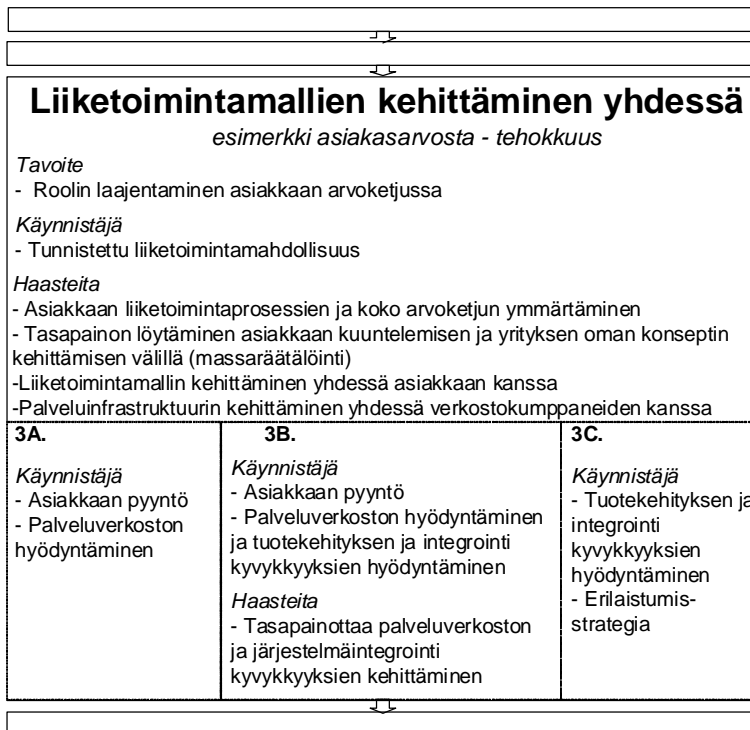 Liiketoimintamallien kehittäminen yhdessä
esimerkki asiakasarvosta - tehokkuus
Tavoite
- Roolin laajentaminen asiakkaan arvoketjussa
Käynnistäjä
- Tunnistettu liiketoimintamahdollisuus
Haasteita
- Asiakkaan liiketoimintaprosessien ja koko arvoketjun ymmärtäminen
- Tasapainon löytäminen asiakkaan kuuntelemisen ja yrityksen oman konseptin
kehittämisen välillä (massaräätälöinti)
-Liiketoimintamallin kehittäminen yhdessä asiakkaan kanssa
-Palveluinfrastruktuurin kehittäminen yhdessä verkostokumppaneiden kanssa
3A.
Käynnistäjä
- Asiakkaan pyyntö
- Palveluverkoston
hyödyntäminen
3B.
Käynnistäjä
- Asiakkaan pyyntö
- Palveluverkoston hyödyntäminen
ja tuotekehityksen ja integrointi
kyvykkyyksien hyödyntäminen
Haasteita
- Tasapainottaa palveluverkoston
ja järjestelmäintegrointi
kyvykkyyksien kehittäminen
3C.
Käynnistäjä
- Tuotekehityksen ja
integrointi
kyvykkyyksien
hyödyntäminen
- Erilaistumis-
strategia